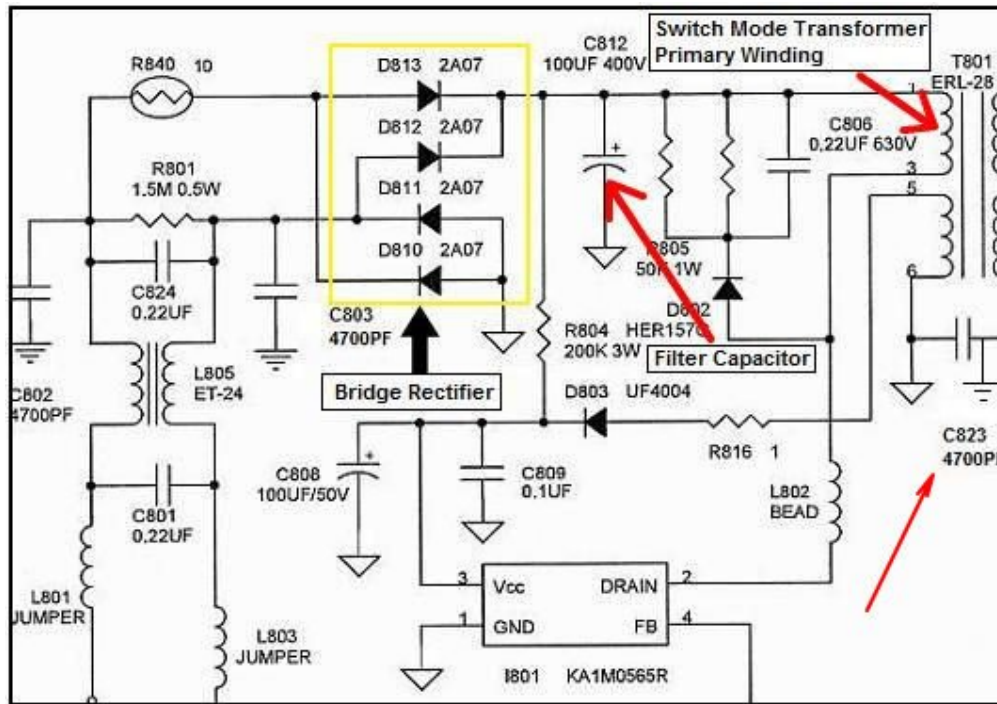 Switch Mode Transformer
Primary Winding
C812
100UF 400V
T801
ERL-28
R840 10
D813 2A07
D812 2A07
D811 2A07
D810 2A07
1
C806
0,22UF 630V
3
5
6
R801
1.5M 0.5W
C824
0.22UF
C803
4700PF
R805
50K 1W
D802
HER157G
R804
200K 3W
Filter Capacitor
Bridge Rectifier
L805
ET-24
C802
4700PF
D803 UF4004
R816 1
C823
4700PF
C808
100UF/50V
C809
0.1UF
L802
BEAD
C801
0,22UF
L801
JUMPER
L803
JUMPER
3 Vcc DRAIN 2
1 GND FB 4
I801 KA1M0565R